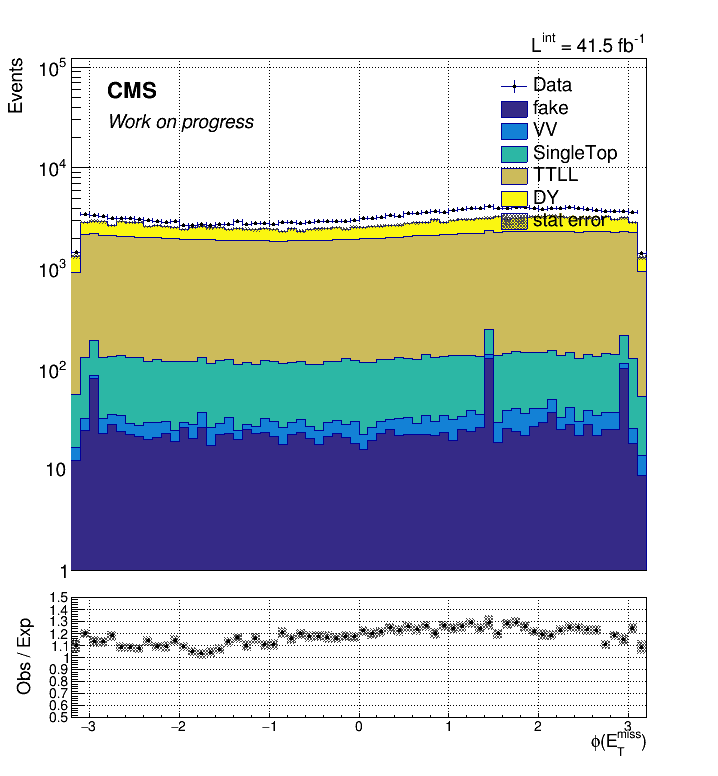 L^int = 41.5 fb^-1
Events
10^5
10^4
10^3
10^2
10
1
CMS
Work on progress
Data
fake
VV
SingleTop
TTLL
DY
stat error
Obs / Exp
1.5
1.4
1.3
1.2
1.1
1
0.9
0.8
0.7
0.6
0.5
−3 −2 −1 0 1 2 3
ϕ(E_T^miss)